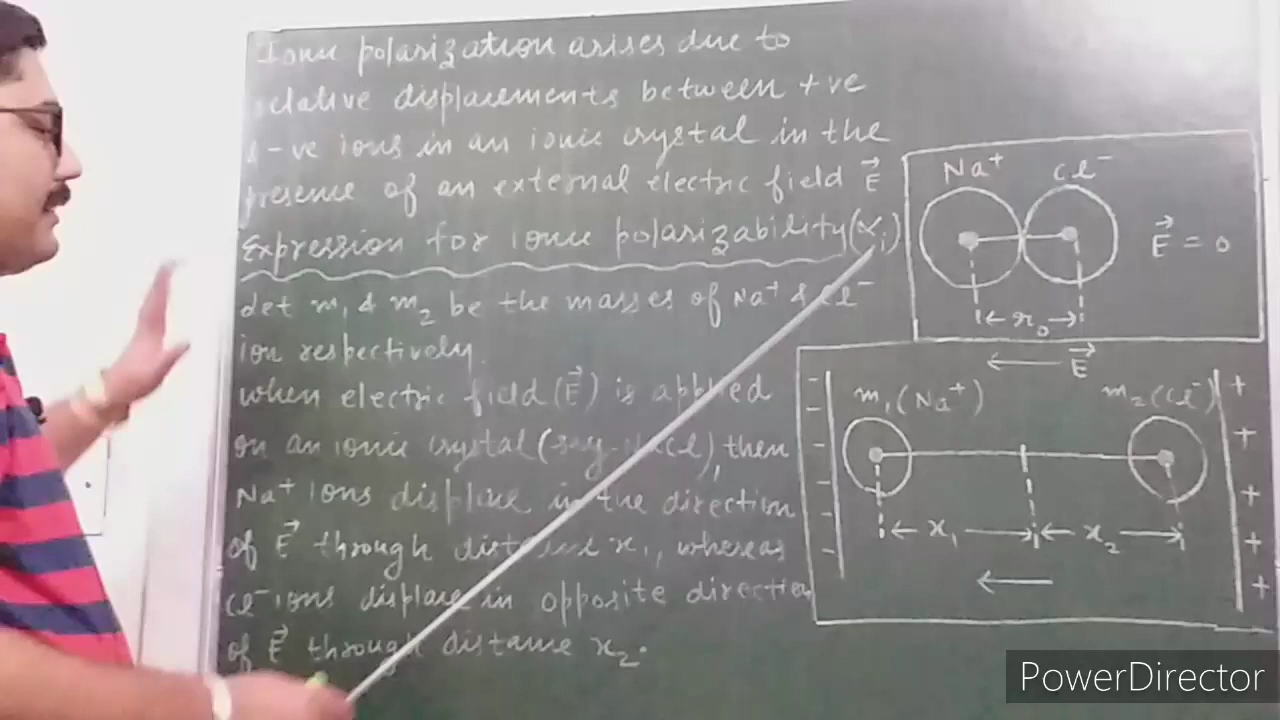 Ionic polarization arises due to
relative displacements between +ve
& -ve ions in an ionic crystal in the
presence of an external electric field E⃗
Expression for ionic polarizability (αᵢ)
Let m₁ & m₂ be the masses of Na⁺ & Cl⁻
ion respectively.
when electric field (E⃗) is applied
on an ionic crystal (say NaCl), then
Na⁺ ions displace in the direction
of E⃗ through distance x₁, whereas
Cl⁻ ions displace in opposite direction
of E⃗ through distance x₂.
Na⁺ Cl⁻
E⃗ = 0
← r₀ →
← E⃗
m₁ (Na⁺) m₂ (Cl⁻)
← x₁ → ← x₂ →
←
- - - - - -
+ + + + +
PowerDirector